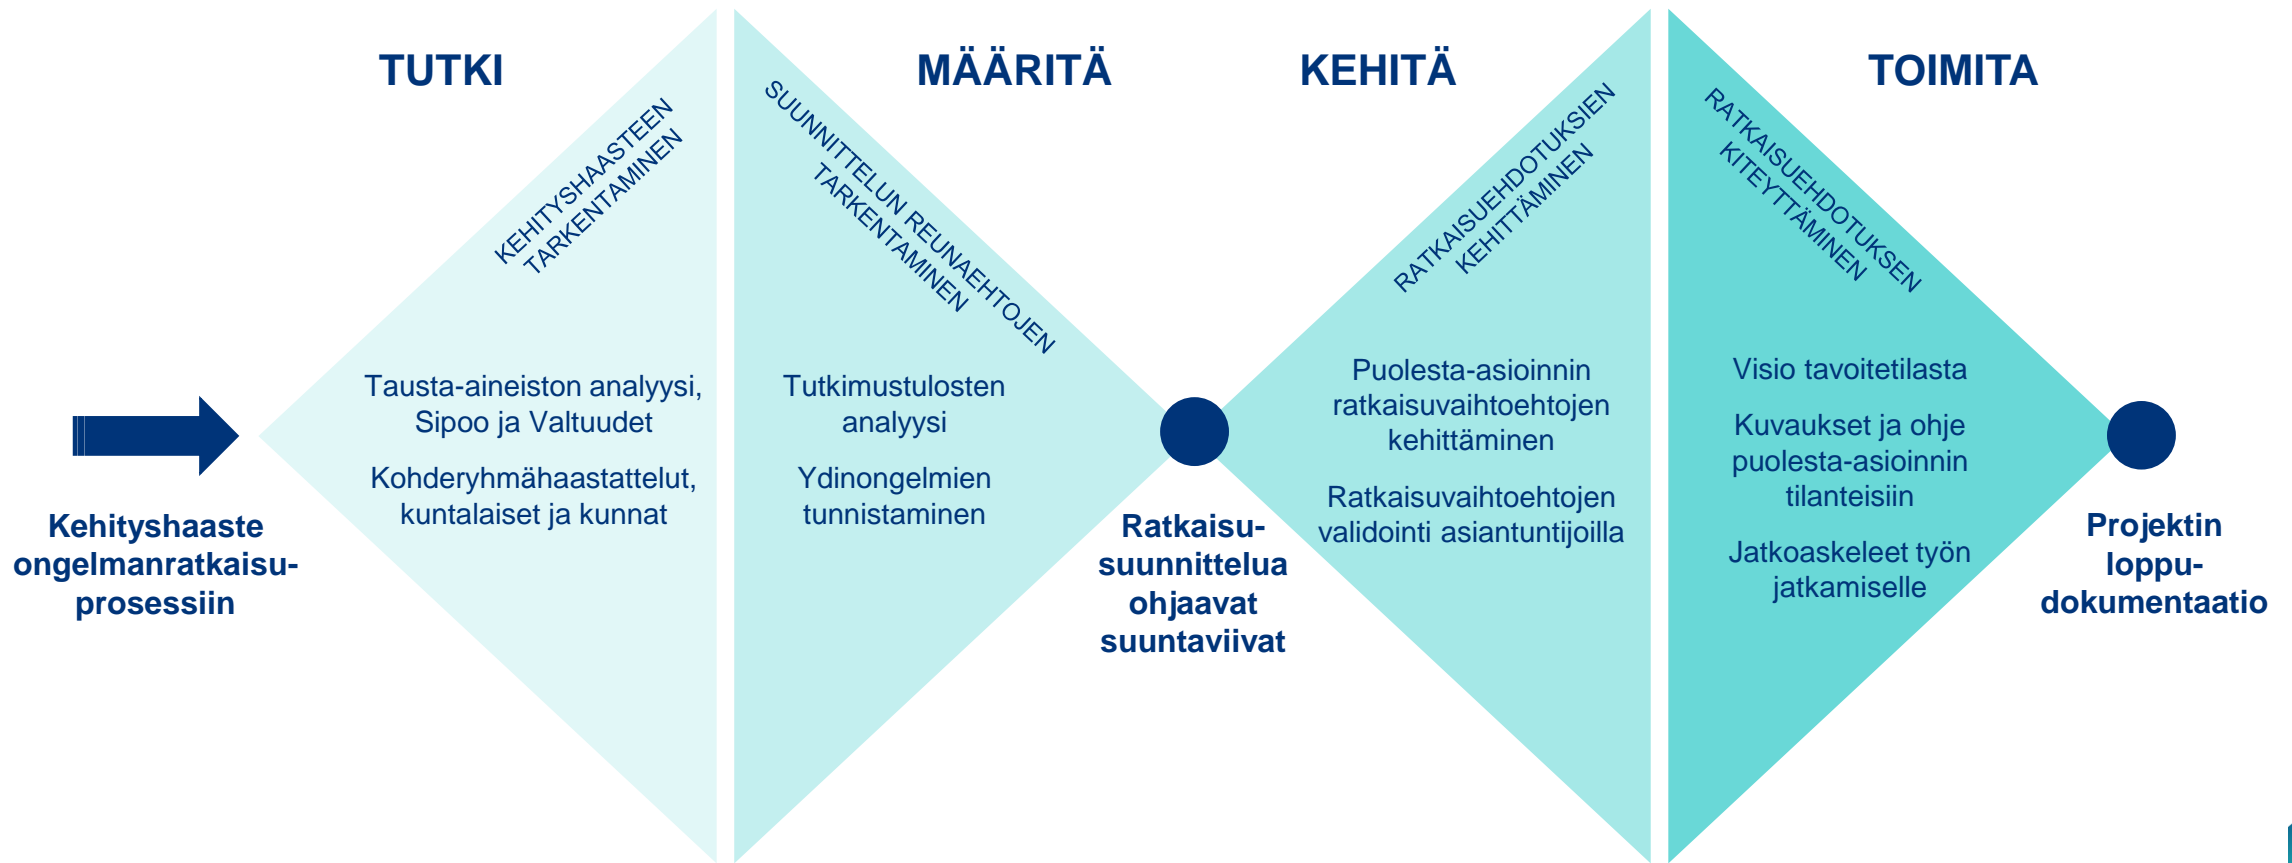 TUTKI
MÄÄRITÄ
KEHITÄ
TOIMITA
KEHITYSHAASTEEN
TARKENTAMINEN
SUUNNITTELUN REUNAEHTOJEN
TARKENTAMINEN
RATKAISUEHDOTUKSIEN
KEHITTÄMINEN
RATKAISUEHDOTUKSEN
KITEYTTÄMINEN
Kehityshaaste
ongelmanratkaisu-
prosessiin
Tausta-aineiston analyysi,
Sipoo ja Valtuudet
Kohderyhmähaastattelut,
kuntalaiset ja kunnat
Tutkimustulosten
analyysi
Ydinongelmien
tunnistaminen
Ratkaisu-
suunnittelua
ohjaavat
suuntaviivat
Puolesta-asioinnin
ratkaisuvaihtoehtojen
kehittäminen
Ratkaisuvaihtoehtojen
validointi asiantuntijoilla
Visio tavoitetilasta
Kuvaukset ja ohje
puolesta-asioinnin
tilanteisiin
Jatkoaskeleet työn
jatkamiselle
Projektin
loppu-
dokumentaatio